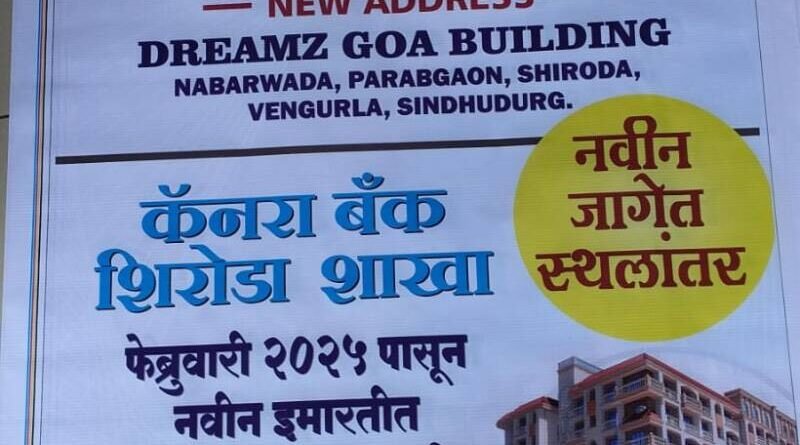 — NEW ADDRESS
DREAMZ GOA BUILDING
NABARWADA, PARABGAON, SHIRODA,
VENGURLA, SINDHUDURG.
नवीन
जागेत
स्थलांतर
कॅनरा बँक
शिरोडा शाखा
फेब्रुवारी २०२५ पासून
नवीन इमारतीत